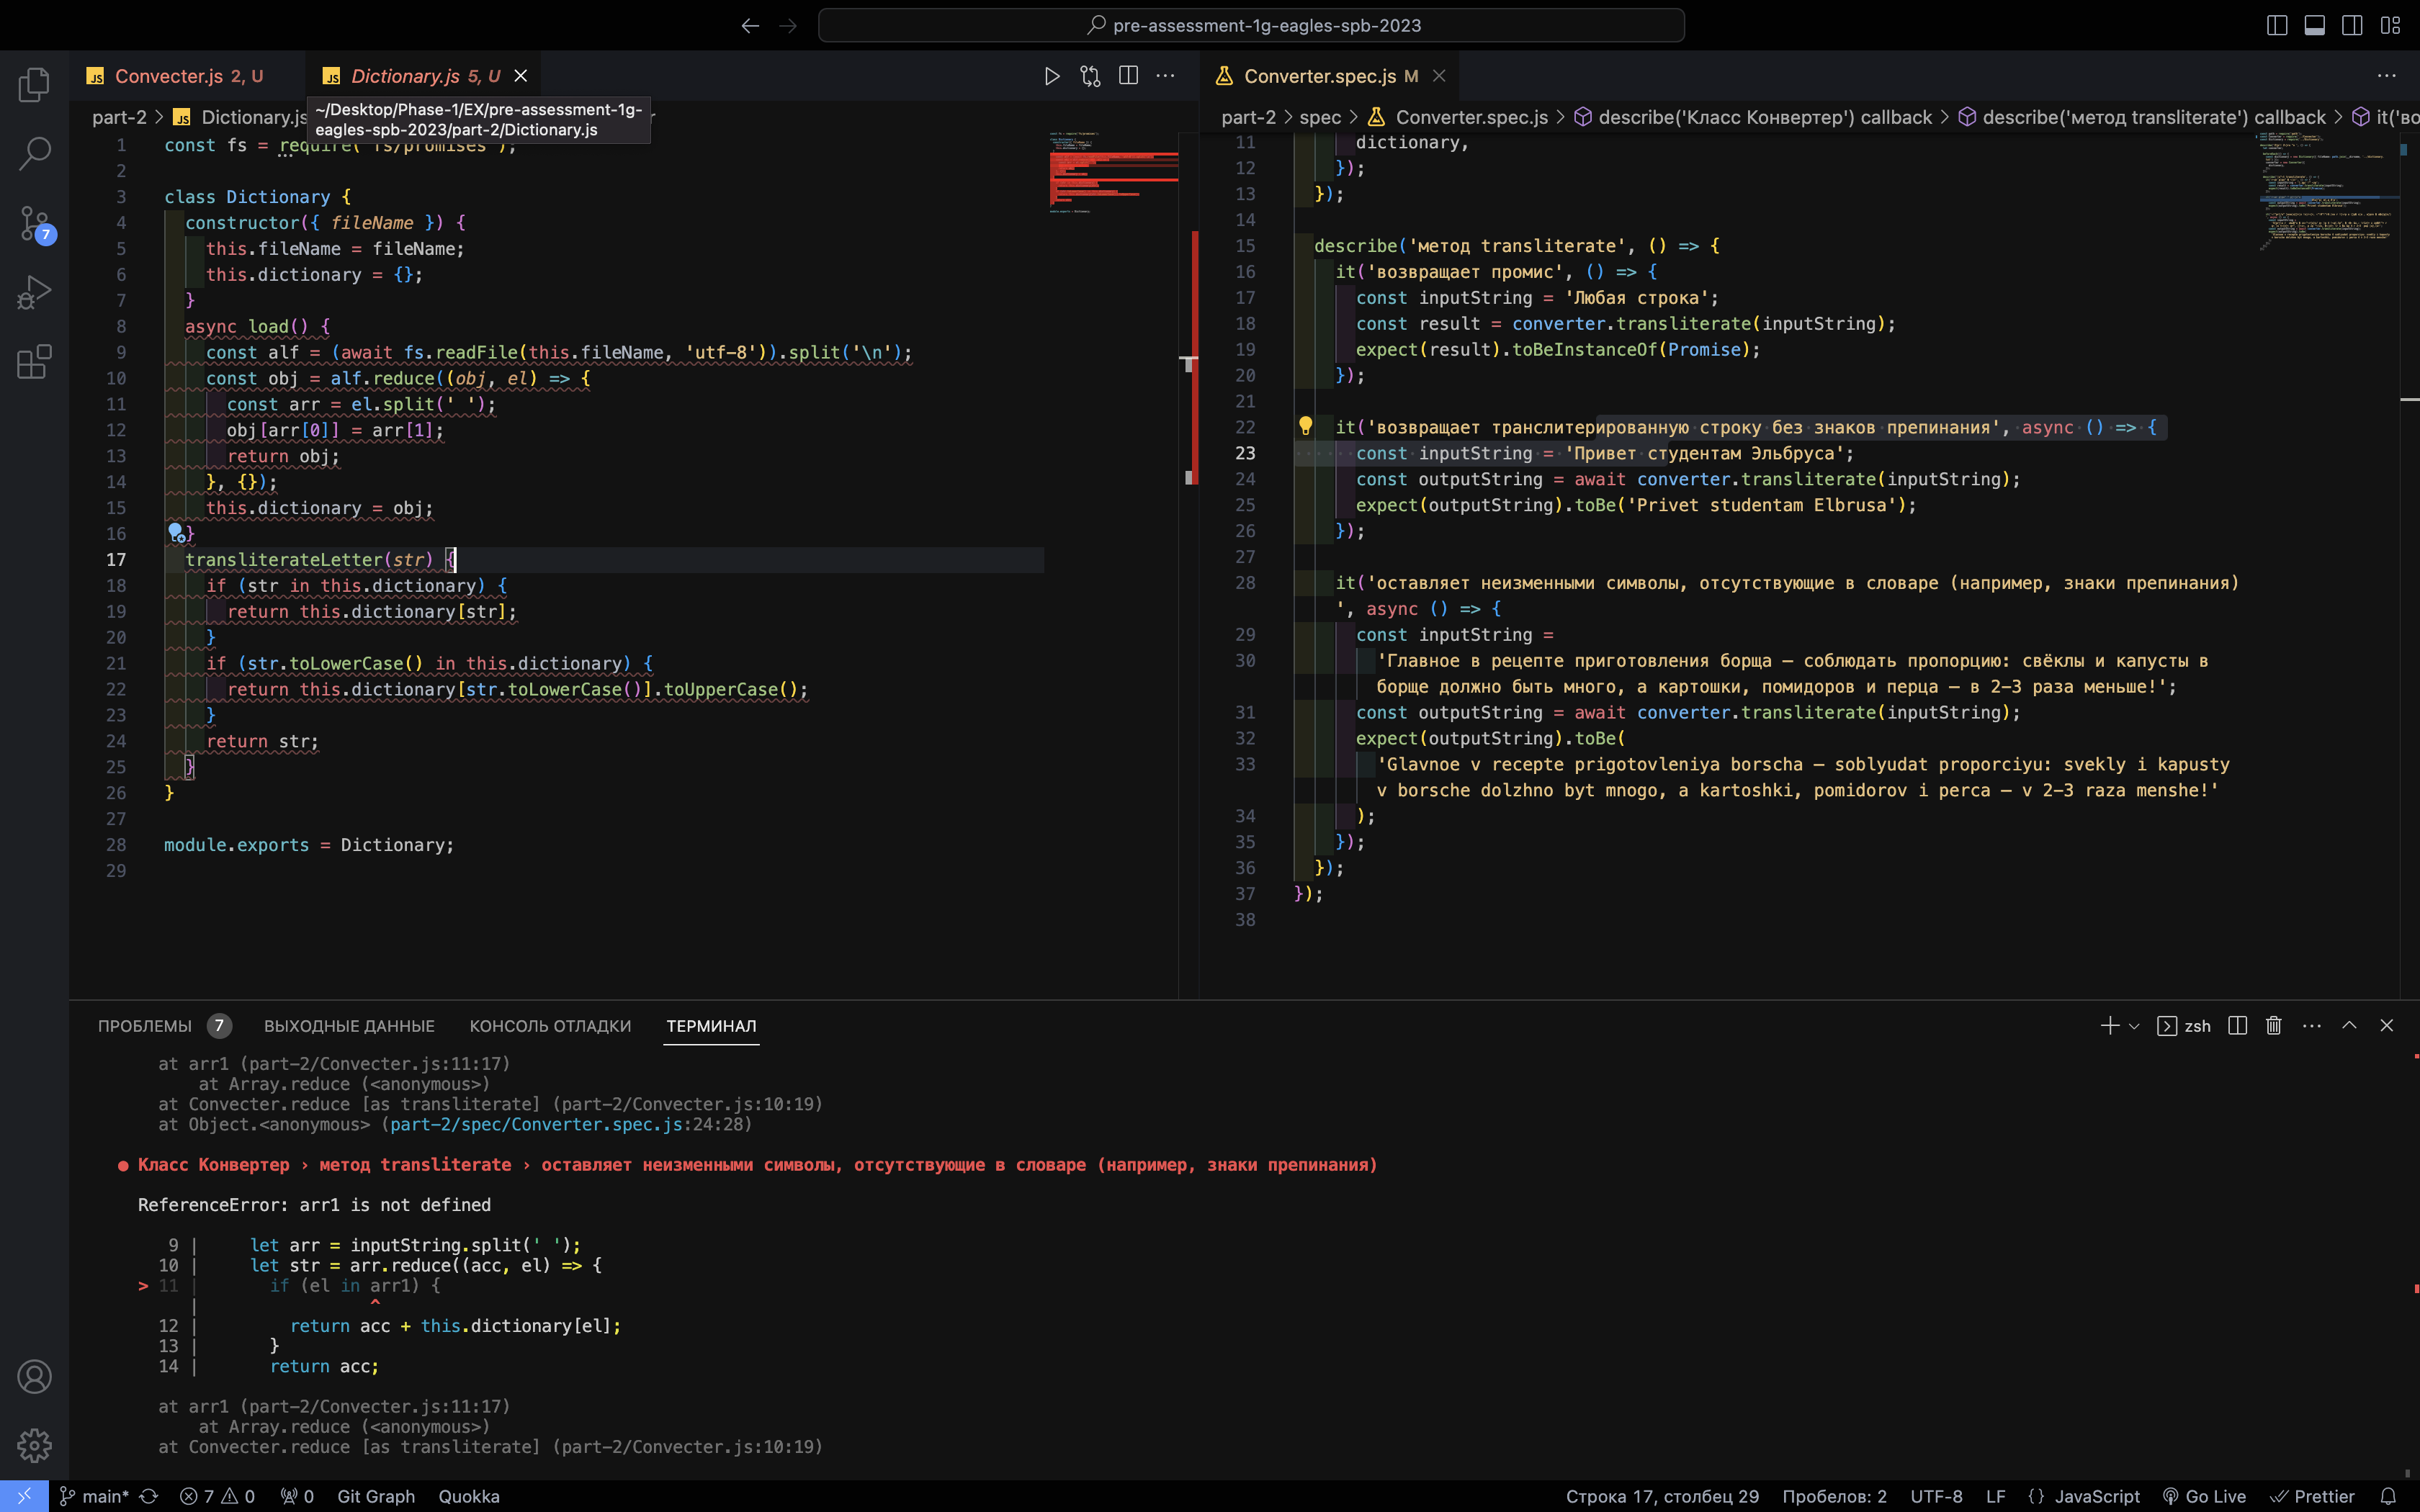 pre-assessment-1g-eagles-spb-2023
Convecter.js 2, U
Dictionary.js 5, U
part-2 > JS Dictionary.js
~/Desktop/Phase-1/EX/pre-assessment-1g-
eagles-spb-2023/part-2/Dictionary.js
1 const fs = require('fs/promises');
2
3 class Dictionary {
4 constructor({ fileName }) {
5 this.fileName = fileName;
6 this.dictionary = {};
7 }
8 async load() {
9 const alf = (await fs.readFile(this.fileName, 'utf-8')).split('\n');
10 const obj = alf.reduce((obj, el) => {
11 const arr = el.split(' ');
12 obj[arr[0]] = arr[1];
13 return obj;
14 }, {});
15 this.dictionary = obj;
16 }
17 transliterateLetter(str) {
18 if (str in this.dictionary) {
19 return this.dictionary[str];
20 }
21 if (str.toLowerCase() in this.dictionary) {
22 return this.dictionary[str.toLowerCase()].toUpperCase();
23 }
24 return str;
25 }
26 }
27
28 module.exports = Dictionary;
29
Converter.spec.js M
part-2 > spec > Converter.spec.js > describe('Класс Конвертер') callback > describe('метод transliterate') callback > it('во
11 dictionary,
12 });
13 });
14
15 describe('метод transliterate', () => {
16 it('возвращает промис', () => {
17 const inputString = 'Любая строка';
18 const result = converter.transliterate(inputString);
19 expect(result).toBeInstanceOf(Promise);
20 });
21
22 it('возвращает транслитерированную строку без знаков препинания', async () => {
23 const inputString = 'Привет студентам Эльбруса';
24 const outputString = await converter.transliterate(inputString);
25 expect(outputString).toBe('Privet studentam Elbrusa');
26 });
27
28 it('оставляет неизменными символы, отсутствующие в словаре (например, знаки препинания)
', async () => {
29 const inputString =
30 'Главное в рецепте приготовления борща — соблюдать пропорцию: свёклы и капусты в
борще должно быть много, а картошки, помидоров и перца — в 2–3 раза меньше!';
31 const outputString = await converter.transliterate(inputString);
32 expect(outputString).toBe(
33 'Glavnoe v recepte prigotovleniya borscha — soblyudat proporciyu: svekly i kapusty
v borsche dolzhno byt mnogo, a kartoshki, pomidorov i perca — v 2–3 raza menshe!'
34 );
35 });
36 });
37 });
38
ПРОБЛЕМЫ 7 ВЫХОДНЫЕ ДАННЫЕ КОНСОЛЬ ОТЛАДКИ ТЕРМИНАЛ
zsh
at arr1 (part-2/Convecter.js:11:17)
at Array.reduce (<anonymous>)
at Convecter.reduce [as transliterate] (part-2/Convecter.js:10:19)
at Object.<anonymous> (part-2/spec/Converter.spec.js:24:28)
● Класс Конвертер › метод transliterate › оставляет неизменными символы, отсутствующие в словаре (например, знаки препинания)
ReferenceError: arr1 is not defined
9 | let arr = inputString.split(' ');
10 | let str = arr.reduce((acc, el) => {
> 11 | if (el in arr1) {
| ^
12 | return acc + this.dictionary[el];
13 | }
14 | return acc;
at arr1 (part-2/Convecter.js:11:17)
at Array.reduce (<anonymous>)
at Convecter.reduce [as transliterate] (part-2/Convecter.js:10:19)
7
main* 7 0 0 Git Graph Quokka
Строка 17, столбец 29 Пробелов: 2 UTF-8 LF {} JavaScript Go Live Prettier